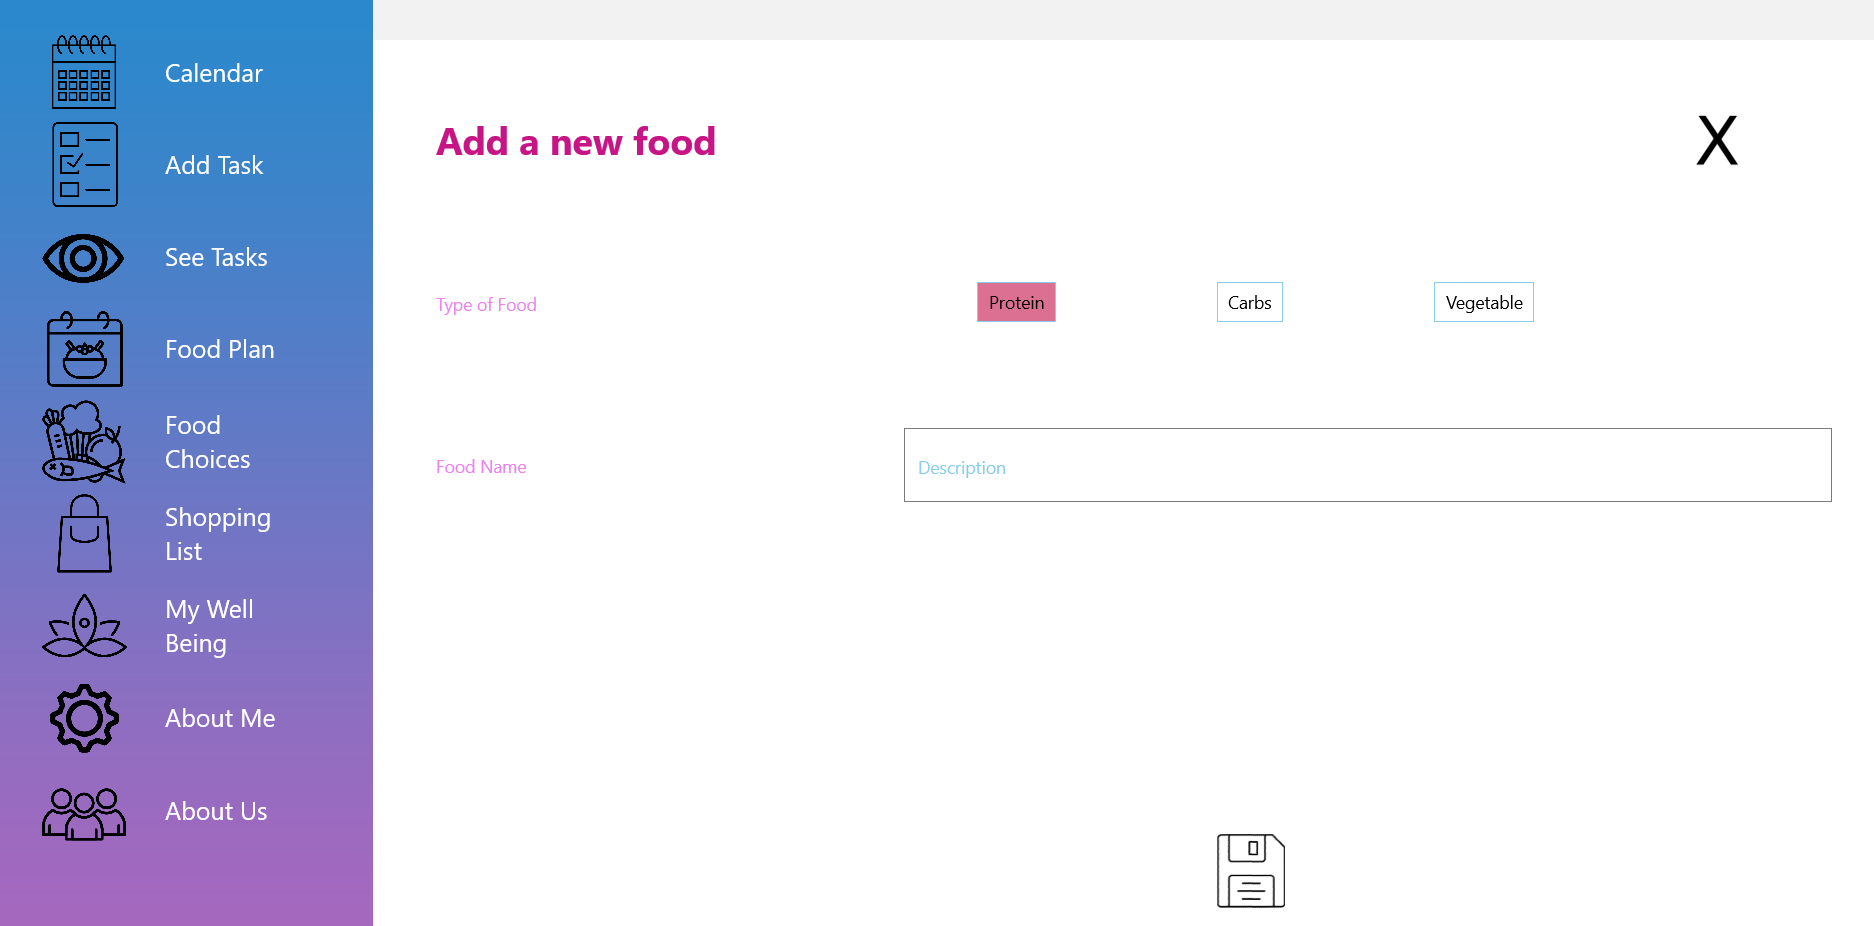 Calendar
Add Task
See Tasks
Food Plan
Food
Choices
Shopping
List
My Well
Being
About Me
About Us
Add a new food
X
Type of Food
Protein
Carbs
Vegetable
Food Name
Description